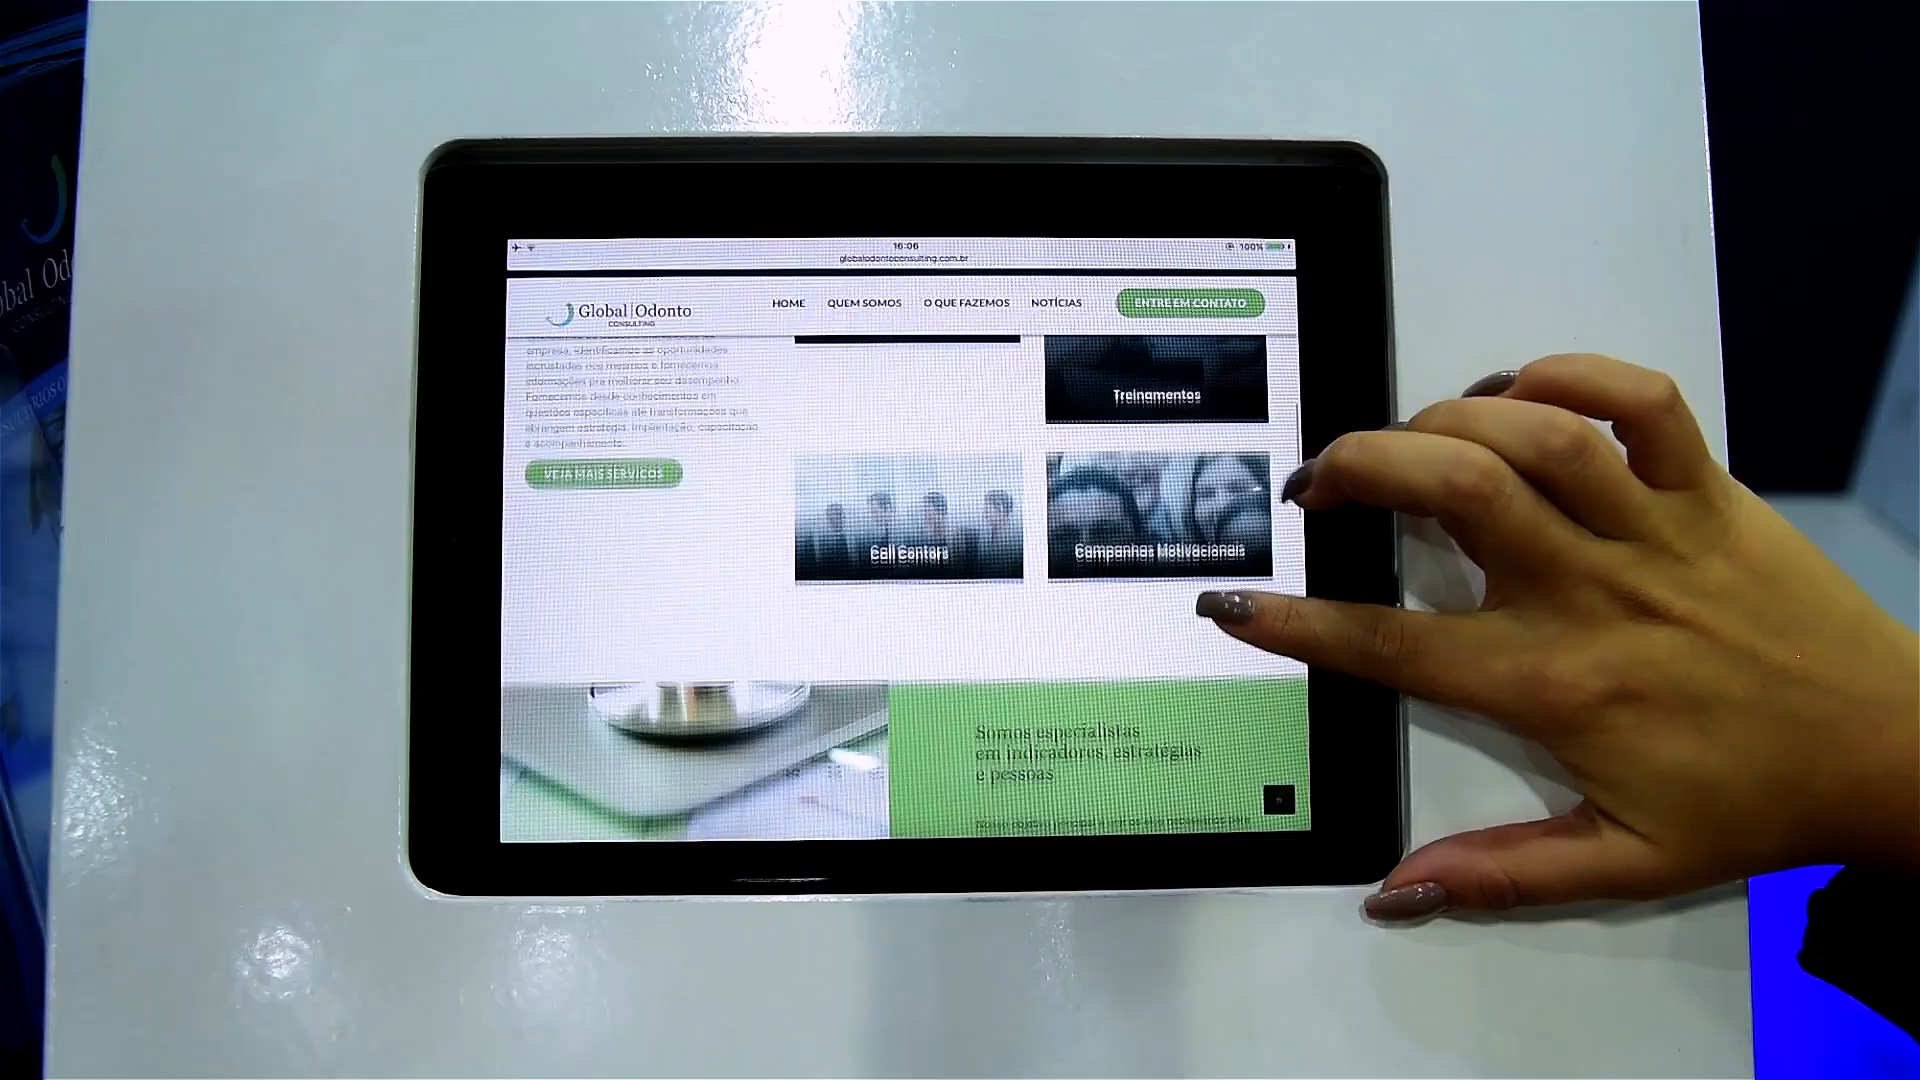 16:06
100%
globalodontoconsulting.com.br
Global Odonto
CONSULTING
HOME
QUEM SOMOS
O QUE FAZEMOS
NOTÍCIAS
ENTRE EM CONTATO
empresa, identificamos as oportunidades
incrustadas nos mesmos e fornecemos
informações pra melhorar seu desempenho.
Fornecemos desde conhecimentos em
questões específicas até transformações que
abrangem estratégia, implantação, capacitação
e acompanhamento.
VEJA MAIS SERVIÇOS
Treinamentos
Call Centers
Campanhas Motivacionais
Somos especialistas
em indicadores, estratégias
e pessoas